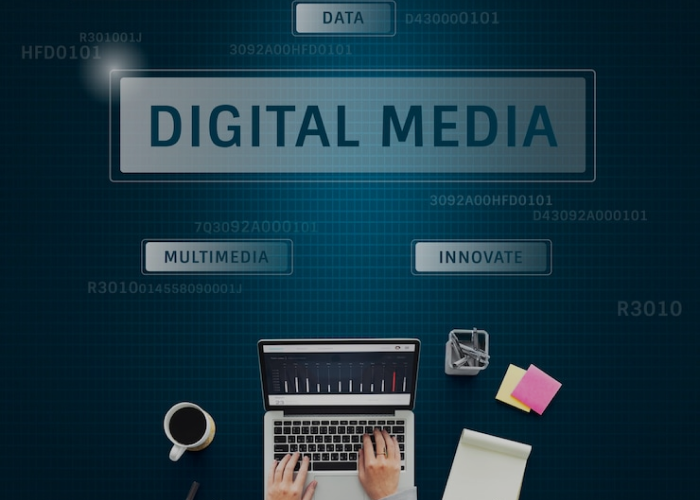 DATA
D430000101
R301001J
HFD0101
3092A00HFD0101
DIGITAL MEDIA
3092A00HFD0101
D43092A000101
7Q3092A000101
MULTIMEDIA
INNOVATE
R3010014558090001J
R3010